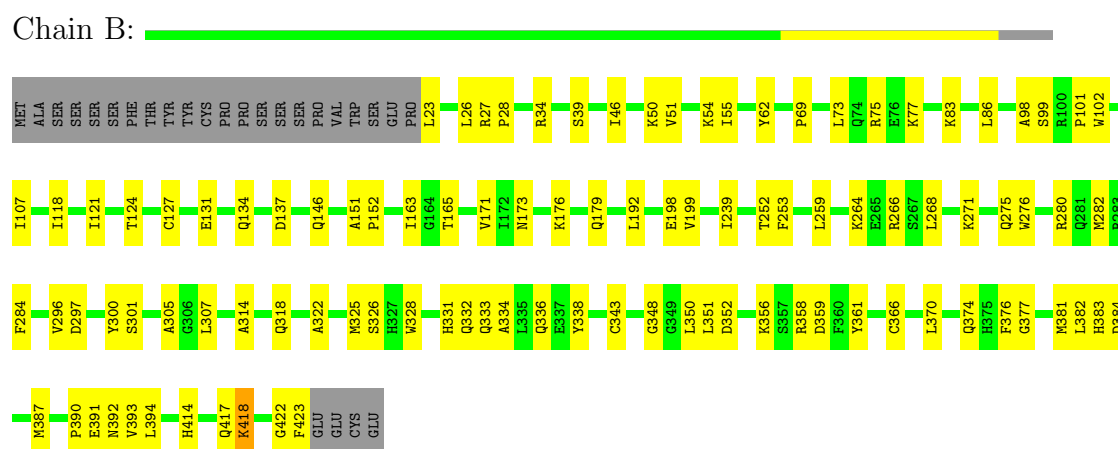 Chain B:
MET ALA SER SER SER SER PHE THR TYR TYR CYS PRO PRO SER SER SER PRO VAL TRP SER GLU PRO L23 L26 R27 P28 R34 S39 I46 K50 V51 K54 I55 Y62 P69 L73 Q74 R75 E76 K77 K83 L86 A98 S99 R100 P101 W102
I107 I118 I121 T124 C127 E131 Q134 D137 Q146 A151 P152 I163 G164 T165 V171 I172 N173 K176 Q179 L192 E198 V199 I239 T252 F253 L259 K264 E265 R266 S267 L268 K271 Q275 W276 R280 Q281 M282
F284 V296 D297 Y300 S301 A305 G306 L307 A314 Q318 A322 M325 S326 H327 W328 H331 Q332 Q333 A334 L335 Q336 E337 Y338 C343 G348 G349 L350 L351 D352 K356 S357 R358 D359 F360 Y361 C366 L370 Q374 H375 F376 G377 M381 L382 H383
M387 P390 E391 N392 V393 L394 H414 Q417 K418 G422 F423 GLU GLU CYS GLU